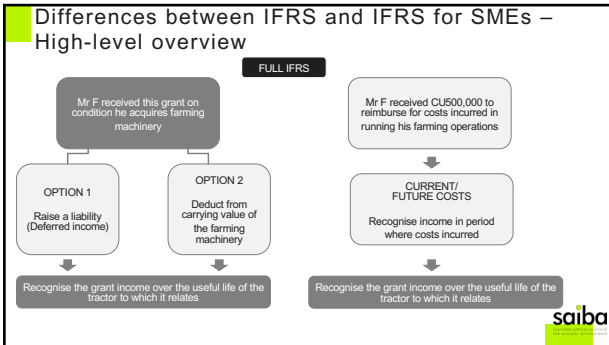 Differences between IFRS and IFRS for SMEs –
High-level overview
FULL IFRS
Mr F received this grant on
condition he acquires farming
machinery
OPTION 1
Raise a liability
(Deferred income)
OPTION 2
Deduct from
carrying value of
the farming
machinery
Recognise the grant income over the useful life of the
tractor to which it relates
Mr F received CU500,000 to
reimburse for costs incurred in
running his farming operations
CURRENT/
FUTURE COSTS
Recognise income in period
where costs incurred
Recognise the grant income over the useful life of the
tractor to which it relates
saiba